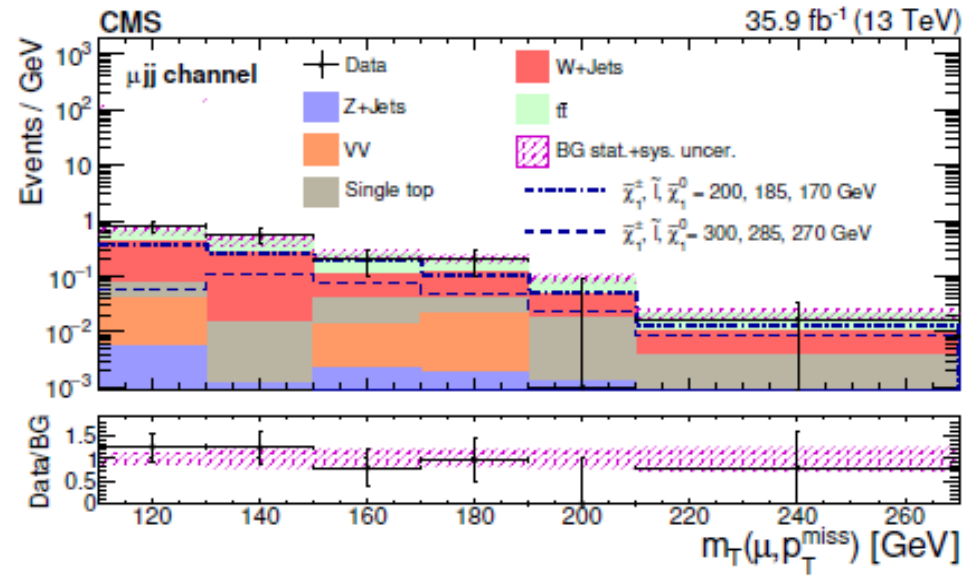 CMS 35.9 fb⁻¹ (13 TeV)
Events / GeV
10³
10²
10
1
10⁻¹
10⁻²
10⁻³
μjj channel
Data
Z+Jets
VV
Single top
W+Jets
tt̄
BG stat.+sys. uncer.
χ̃₁±, l̃, χ̃₁⁰ = 200, 185, 170 GeV
χ̃₁±, l̃, χ̃₁⁰ = 300, 285, 270 GeV
Data/BG
1.5
1
0.5
0
120 140 160 180 200 220 240 260
m_T(μ,p_T^miss) [GeV]